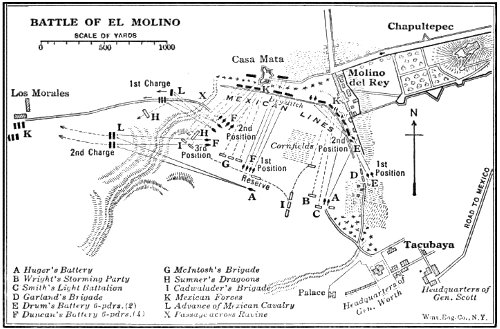 BATTLE OF EL MOLINO
SCALE OF YARDS
500 0 500 1000
Chapultepec
Casa Mata
Molino
del Rey
Los Morales
1st Charge
L
X
K
H
K
MEXICAN LINES
Dry ditch
K
K
L
2nd Charge
H
F
2nd
Position
I
F
3rd
Position
G
F
1st
Position
Reserve
A
Cornfields
2nd
Position
E
1st
Position
E
D
N
I
B
C
A
ROAD TO MEXICO
Tacubaya
Palace
Headquarters of
Gen. Worth
Headquarters of
Gen. Scott
A Huger's Battery
B Wright's Storming Party
C Smith's Light Battalion
D Garland's Brigade
E Drum's Battery 6-pdrs. (2)
F Duncan's Battery 6-pdrs. (4)
G McIntosh's Brigade
H Sumner's Dragoons
I Cadwalader's Brigade
K Mexican Forces
L Advance of Mexican Cavalry
X Passage across Ravine
Wms. Eng. Co., N.Y.